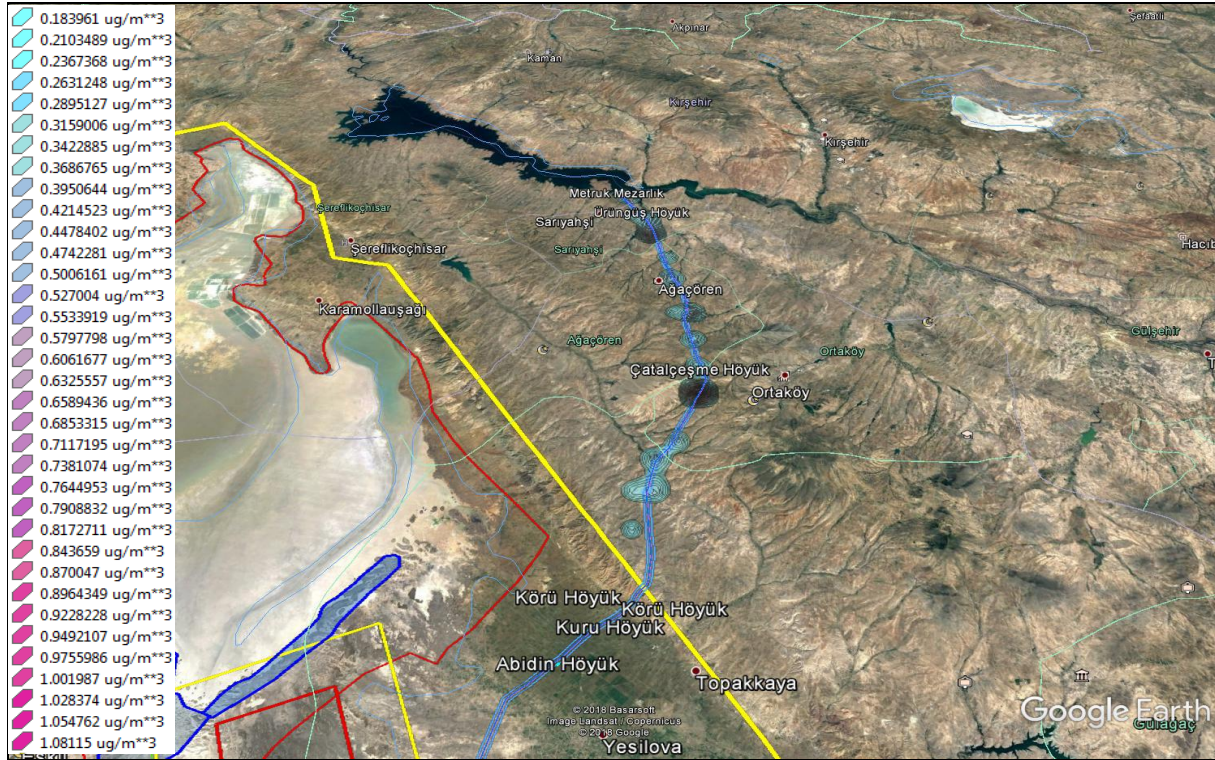 0.183961 ug/m**3
0.2103489 ug/m**3
0.2367368 ug/m**3
0.2631248 ug/m**3
0.2895127 ug/m**3
0.3159006 ug/m**3
0.3422885 ug/m**3
0.3686765 ug/m**3
0.3950644 ug/m**3
0.4214523 ug/m**3
0.4478402 ug/m**3
0.4742281 ug/m**3
0.5006161 ug/m**3
0.527004 ug/m**3
0.5533919 ug/m**3
0.5797798 ug/m**3
0.6061677 ug/m**3
0.6325557 ug/m**3
0.6589436 ug/m**3
0.6853315 ug/m**3
0.7117195 ug/m**3
0.7381074 ug/m**3
0.7644953 ug/m**3
0.7908832 ug/m**3
0.8172711 ug/m**3
0.843659 ug/m**3
0.870047 ug/m**3
0.8964349 ug/m**3
0.9228228 ug/m**3
0.9492107 ug/m**3
0.9755986 ug/m**3
1.001987 ug/m**3
1.028374 ug/m**3
1.054762 ug/m**3
1.08115 ug/m**3
Şefaatli
Akpınar
Kaman
Kırşehir
Kırşehir
Metruk Mezarlik
Şereflikoçhisar
Ürüngüş Höyük
Sarıyahşi
Sarıyahşi
Şereflikoçhisar
Hacıb
Ağaçören
Karamollauşağı
Gülşehir
Ağaçören
Ortaköy
Çatalçeşme Höyük
Ortaköy
Körü Höyük
Körü Höyük
Kuru Höyük
Abidin Höyük
Topakkaya
© 2018 Basarsoft
Image Landsat / Copernicus
© 2018 Google
Google Earth
Gülağaç
Yesilova